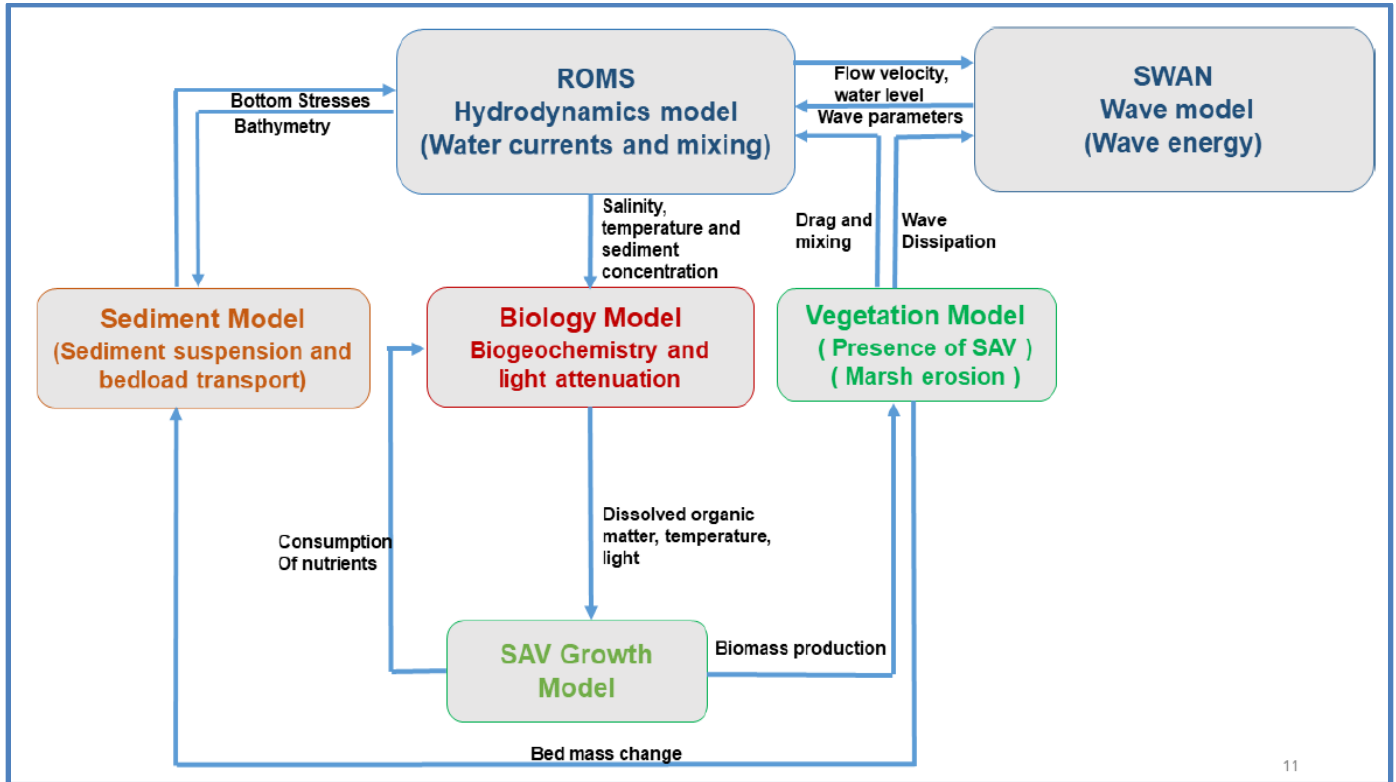 ROMS
Hydrodynamics model
(Water currents and mixing)
Flow velocity,
water level
Wave parameters
SWAN
Wave model
(Wave energy)
Bottom Stresses
Bathymetry
Salinity,
temperature and
sediment
concentration
Drag and
mixing
Wave
Dissipation
Sediment Model
(Sediment suspension and
bedload transport)
Biology Model
Biogeochemistry and
light attenuation
Vegetation Model
( Presence of SAV )
( Marsh erosion )
Consumption
Of nutrients
Dissolved organic
matter, temperature,
light
SAV Growth
Model
Biomass production
Bed mass change
11